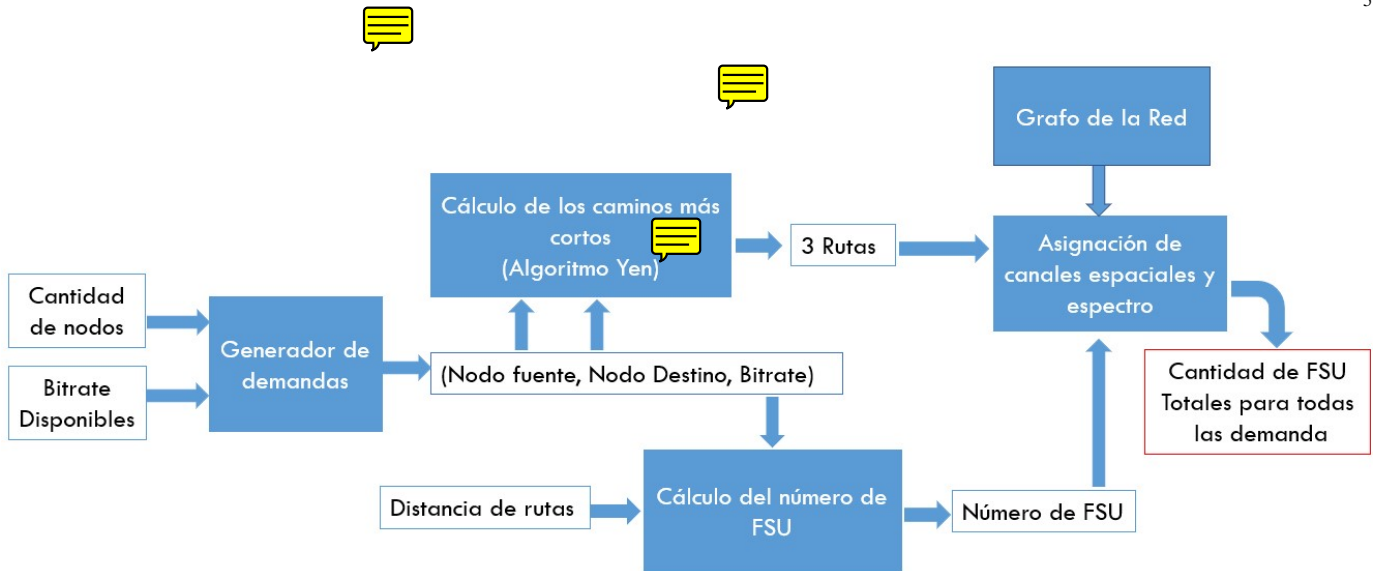 Grafo de la Red
Cálculo de los caminos más
cortos
(Algoritmo Yen)
3 Rutas
Asignación de
canales espaciales y
espectro
Cantidad
de nodos
Bitrate
Disponibles
Generador de
demandas
(Nodo fuente, Nodo Destino, Bitrate)
Cantidad de FSU
Totales para todas
las demanda
Distancia de rutas
Cálculo del número de
FSU
Número de FSU